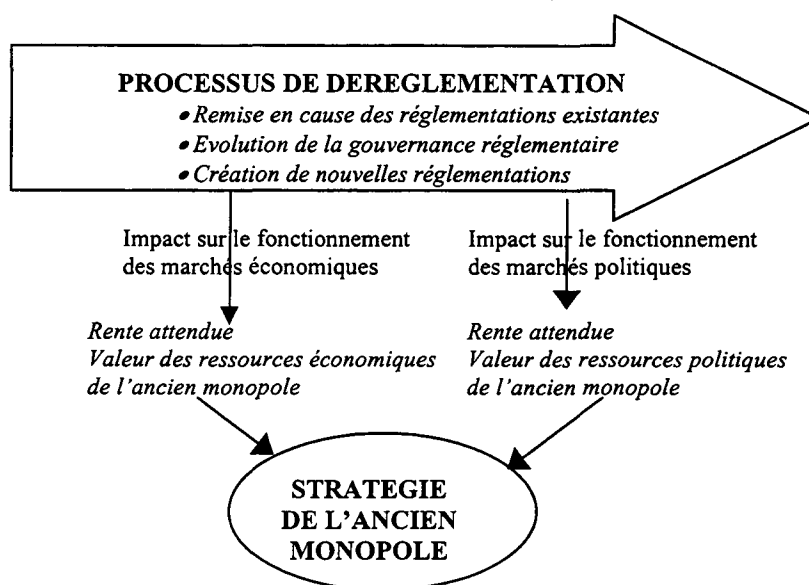 PROCESSUS DE DEREGLEMENTATION
• Remise en cause des réglementations existantes
• Evolution de la gouvernance réglementaire
• Création de nouvelles réglementations
Impact sur le fonctionnement
des marchés économiques
Impact sur le fonctionnement
des marchés politiques
Rente attendue
Valeur des ressources économiques
de l'ancien monopole
Rente attendue
Valeur des ressources politiques
de l'ancien monopole
STRATEGIE
DE L'ANCIEN
MONOPOLE